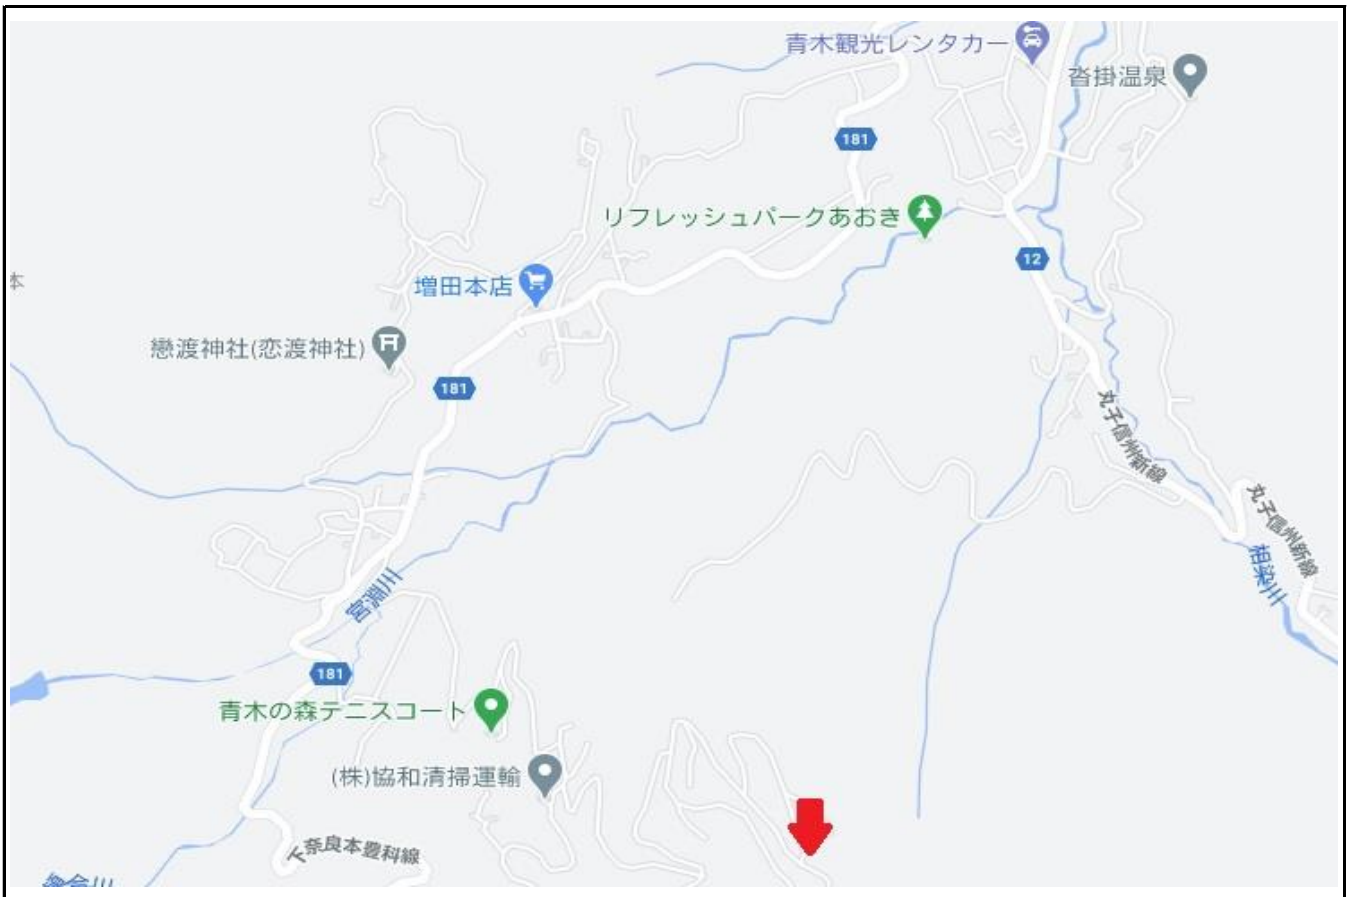 青木観光レンタカー
沓掛温泉
181
リフレッシュパークあおき
12
本
増田本店
戀渡神社(恋渡神社)
181
丸子信州新線
丸子信州新線
相染川
宮渕川
181
青木の森テニスコート
(株)協和清掃運輸
下奈良本豊科線